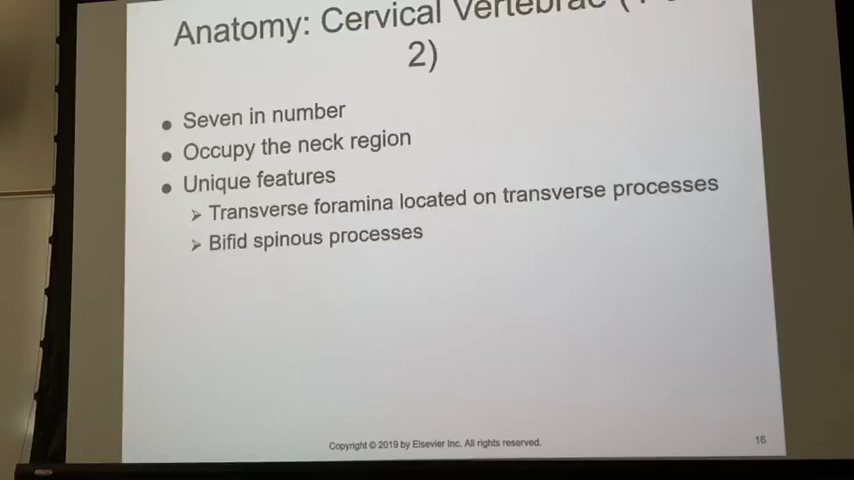 Anatomy: Cervical Vertebrae (
2)
Seven in number
Occupy the neck region
Unique features
Transverse foramina located on transverse processes
Bifid spinous processes
Copyright © 2019 by Elsevier Inc. All rights reserved.
16